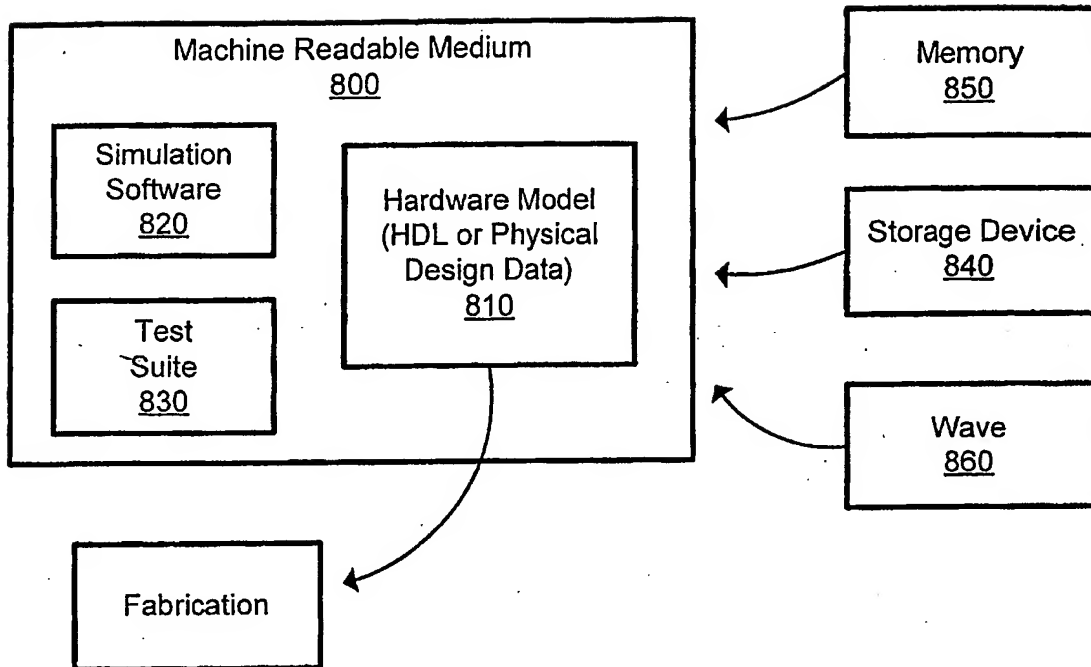 Machine Readable Medium
800
Simulation
Software
820
Hardware Model
(HDL or Physical
Design Data)
810
Test
Suite
830
Memory
850
Storage Device
840
Wave
860
Fabrication